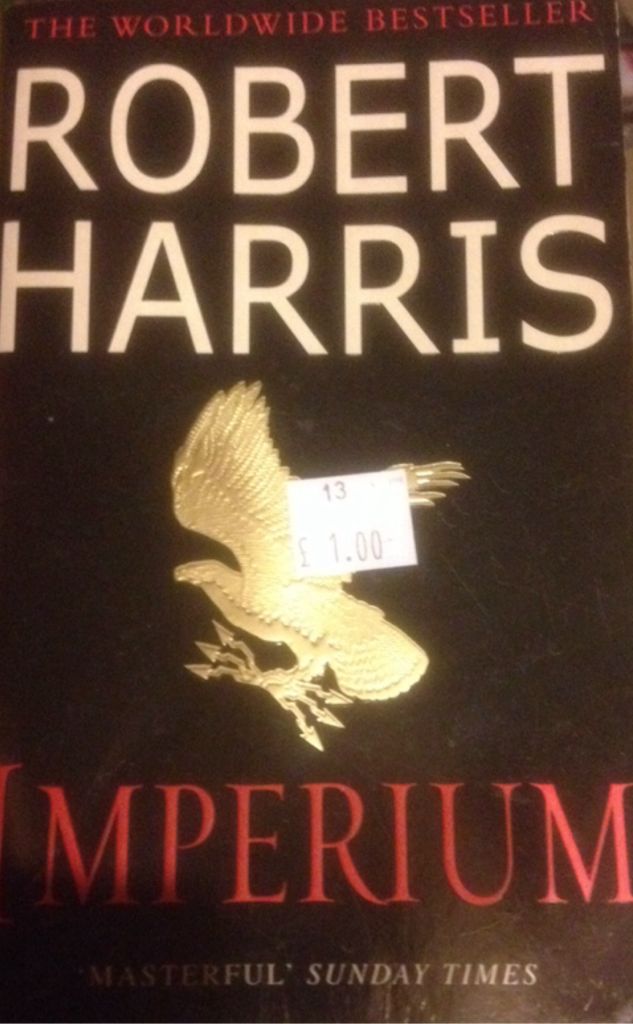 THE WORLDWIDE BESTSELLER
ROBERT
HARRIS
13
£ 1.00
IMPERIUM
'MASTERFUL' SUNDAY TIMES